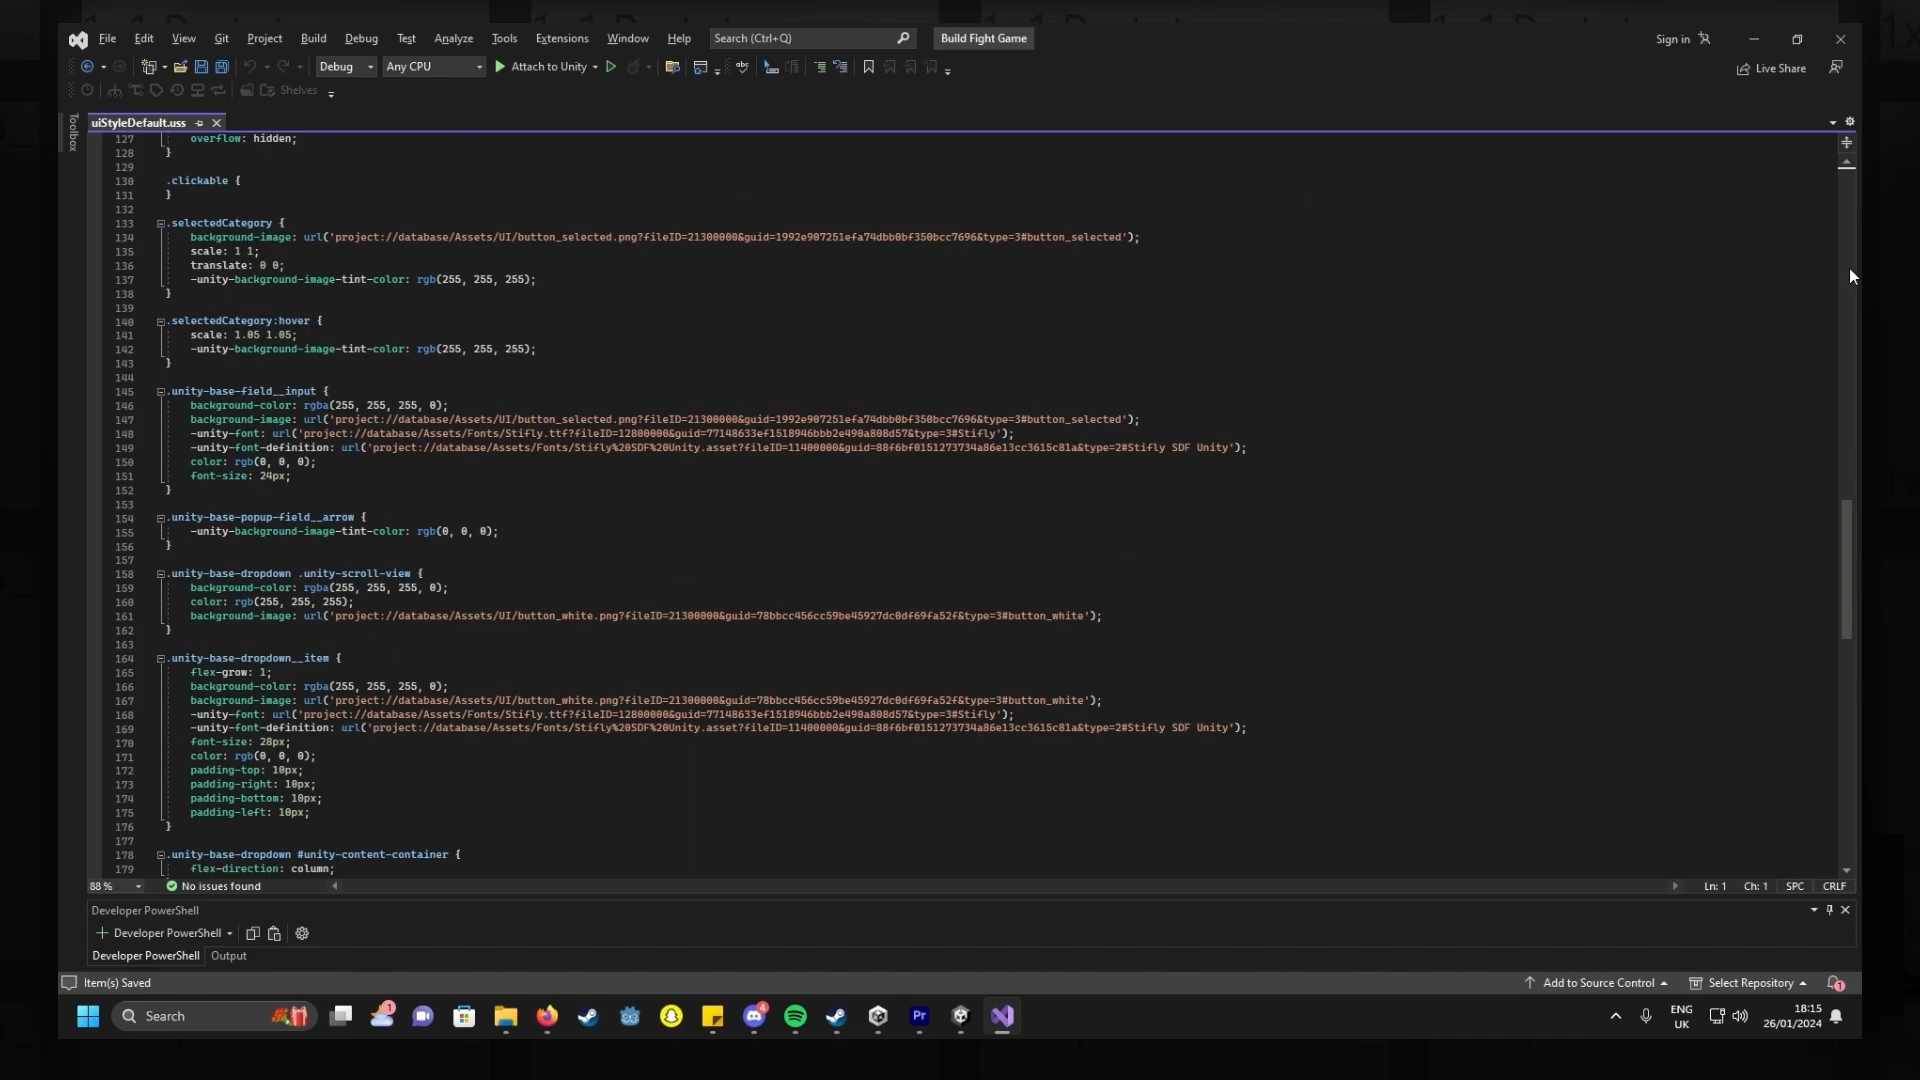 File Edit View Git Project Build Debug Test Analyze Tools Extensions Window Help Search (Ctrl+Q) Build Fight Game Sign in
Debug Any CPU Attach to Unity Live Share
Shelves
Toolbox
uiStyleDefault.uss
127 overflow: hidden;
128 }
129
130 .clickable {
131 }
132
133 .selectedCategory {
134 background-image: url('project://database/Assets/UI/button_selected.png?fileID=21300000&guid=1992e907251efa74dbb0bf350bcc7696&type=3#button_selected');
135 scale: 1 1;
136 translate: 0 0;
137 -unity-background-image-tint-color: rgb(255, 255, 255);
138 }
139
140 .selectedCategory:hover {
141 scale: 1.05 1.05;
142 -unity-background-image-tint-color: rgb(255, 255, 255);
143 }
144
145 .unity-base-field__input {
146 background-color: rgba(255, 255, 255, 0);
147 background-image: url('project://database/Assets/UI/button_selected.png?fileID=21300000&guid=1992e907251efa74dbb0bf350bcc7696&type=3#button_selected');
148 -unity-font: url('project://database/Assets/Fonts/Stifly.ttf?fileID=12800000&guid=77148633ef1518946bbb2e490a808d57&type=3#Stifly');
149 -unity-font-definition: url('project://database/Assets/Fonts/Stifly%20SDF%20Unity.asset?fileID=11400000&guid=88f6bf0151273734a86e13cc3615c81a&type=2#Stifly SDF Unity');
150 color: rgb(0, 0, 0);
151 font-size: 24px;
152 }
153
154 .unity-base-popup-field__arrow {
155 -unity-background-image-tint-color: rgb(0, 0, 0);
156 }
157
158 .unity-base-dropdown .unity-scroll-view {
159 background-color: rgba(255, 255, 255, 0);
160 color: rgb(255, 255, 255);
161 background-image: url('project://database/Assets/UI/button_white.png?fileID=21300000&guid=78bbcc456cc59be45927dc0df69fa52f&type=3#button_white');
162 }
163
164 .unity-base-dropdown__item {
165 flex-grow: 1;
166 background-color: rgba(255, 255, 255, 0);
167 background-image: url('project://database/Assets/UI/button_white.png?fileID=21300000&guid=78bbcc456cc59be45927dc0df69fa52f&type=3#button_white');
168 -unity-font: url('project://database/Assets/Fonts/Stifly.ttf?fileID=12800000&guid=77148633ef1518946bbb2e490a808d57&type=3#Stifly');
169 -unity-font-definition: url('project://database/Assets/Fonts/Stifly%20SDF%20Unity.asset?fileID=11400000&guid=88f6bf0151273734a86e13cc3615c81a&type=2#Stifly SDF Unity');
170 font-size: 28px;
171 color: rgb(0, 0, 0);
172 padding-top: 10px;
173 padding-right: 10px;
174 padding-bottom: 10px;
175 padding-left: 10px;
176 }
177
178 .unity-base-dropdown #unity-content-container {
179 flex-direction: column;
88 % No issues found Ln: 1 Ch: 1 SPC CRLF
Developer PowerShell
Developer PowerShell
Developer PowerShell Output
Item(s) Saved Add to Source Control Select Repository 1
Search 1 4 Pr ENG 18:15
UK 26/01/2024